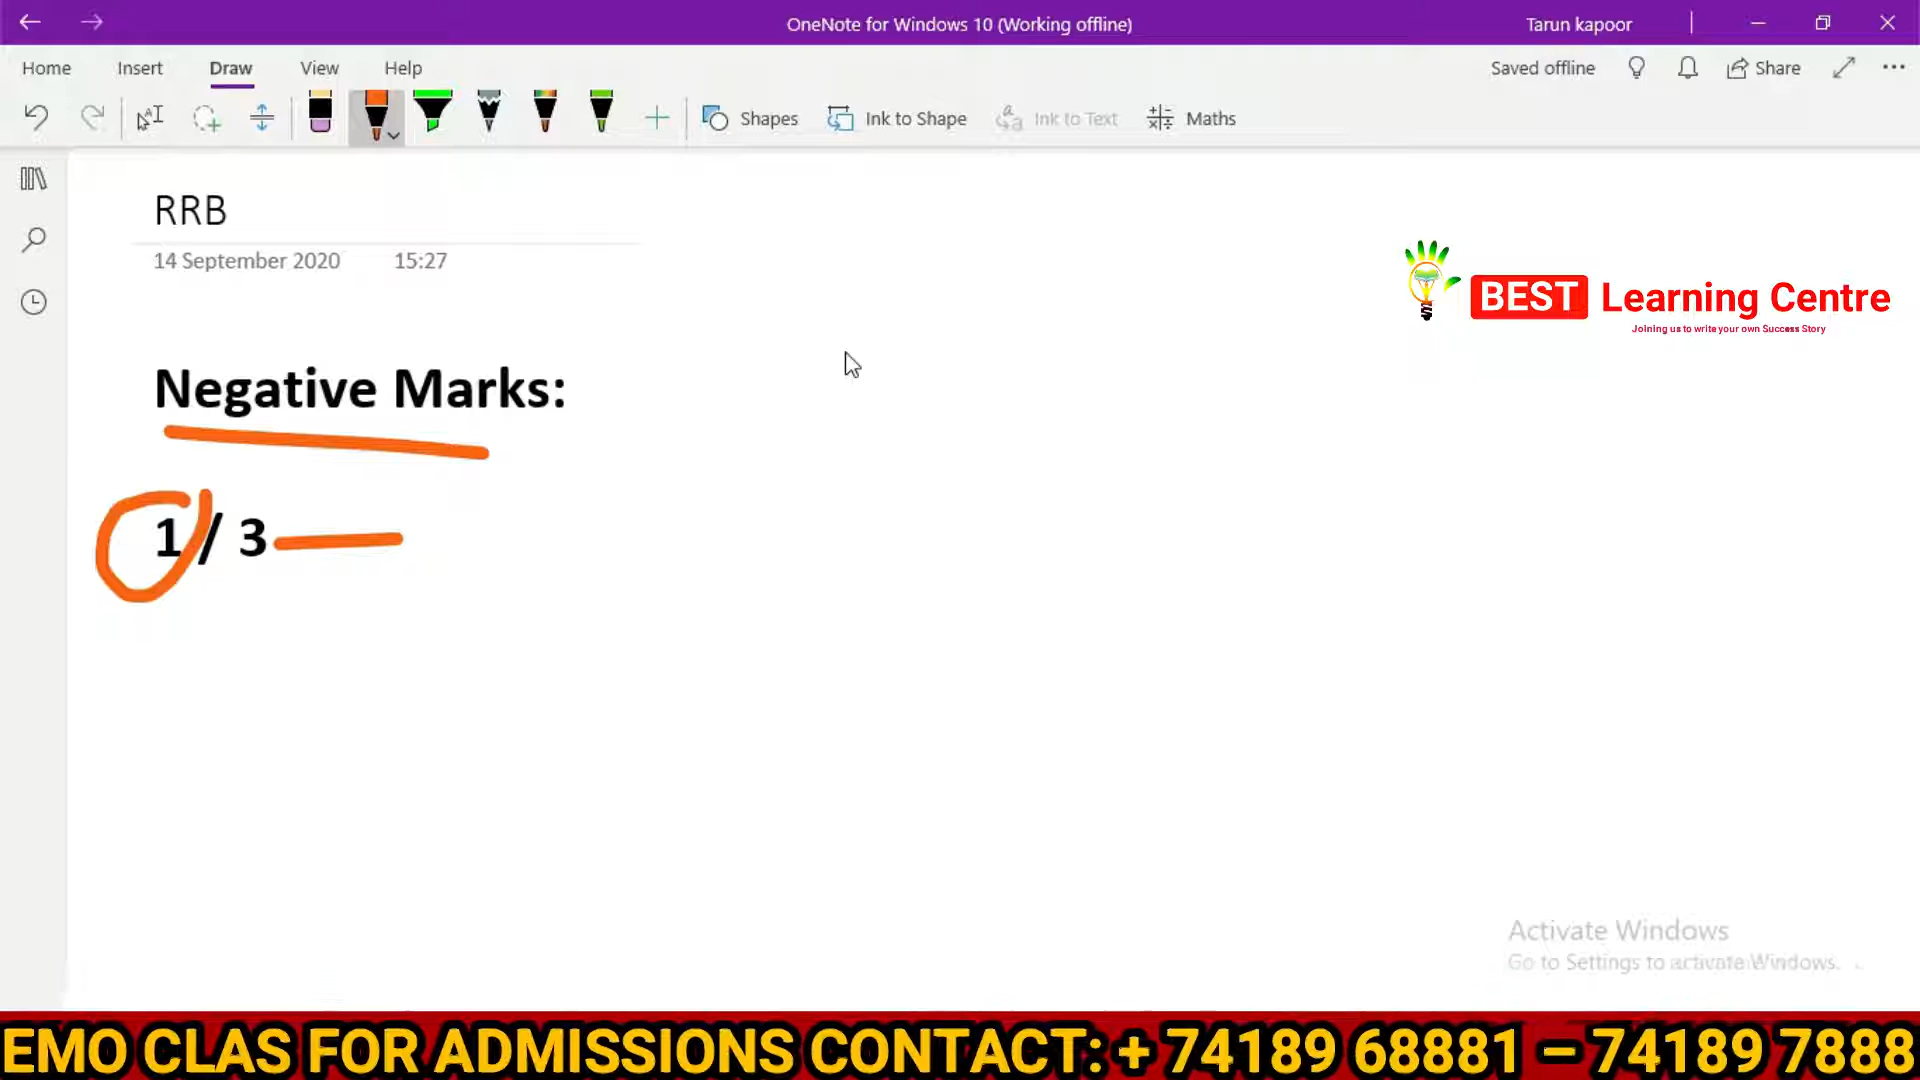 OneNote for Windows 10 (Working offline)
Tarun kapoor
Home Insert Draw View Help
Saved offline Share
Shapes Ink to Shape Ink to Text Maths
RRB
14 September 2020 15:27
BEST Learning Centre
Joining us to write your own Success Story
Negative Marks:
1 / 3
Activate Windows
Go to Settings to activate Windows.
EMO CLAS FOR ADMISSIONS CONTACT: + 74189 68881 – 74189 7888